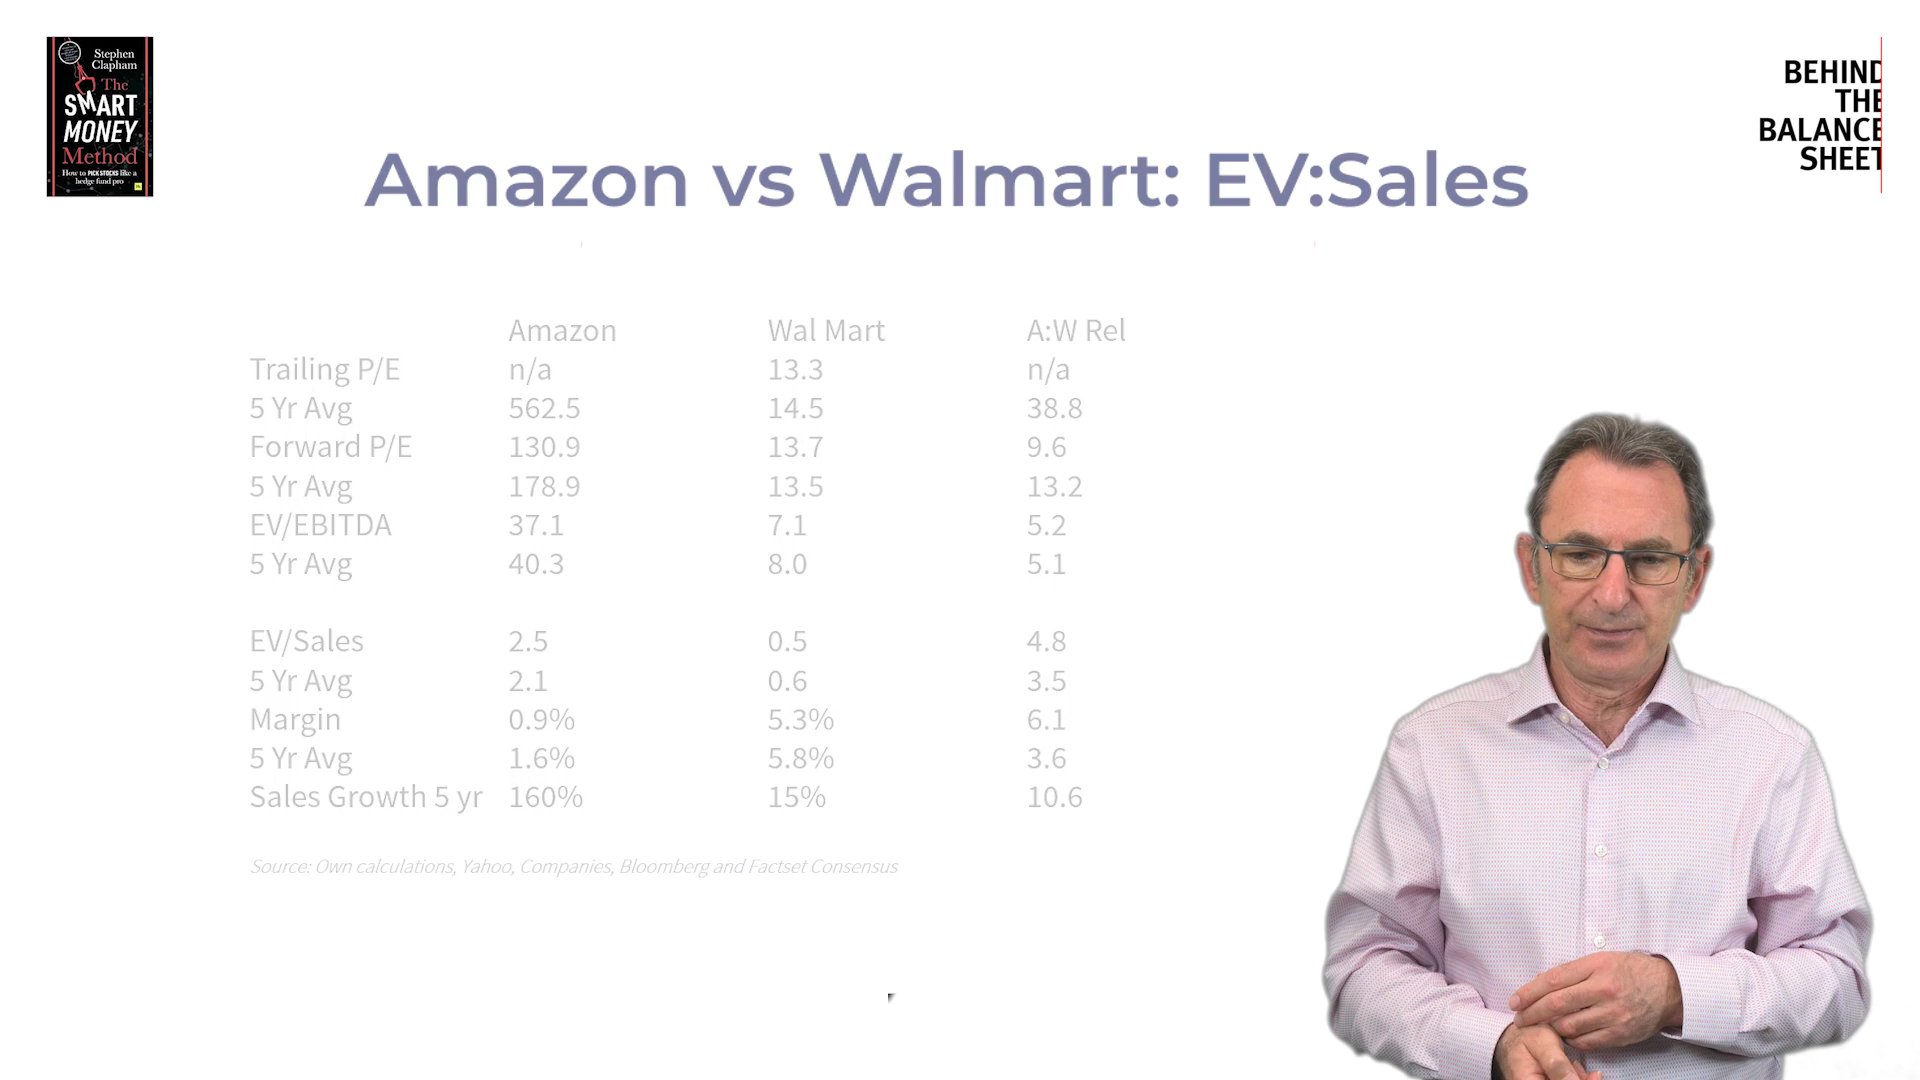 Stephen
Clapham
The
SMART
MONEY
Method
How to PICK STOCKS like a
hedge fund pro
BEHIND
THE
BALANCE
SHEET
Amazon vs Walmart: EV:Sales
Amazon Wal Mart A:W Rel
Trailing P/E n/a 13.3 n/a
5 Yr Avg 562.5 14.5 38.8
Forward P/E 130.9 13.7 9.6
5 Yr Avg 178.9 13.5 13.2
EV/EBITDA 37.1 7.1 5.2
5 Yr Avg 40.3 8.0 5.1
EV/Sales 2.5 0.5 4.8
5 Yr Avg 2.1 0.6 3.5
Margin 0.9% 5.3% 6.1
5 Yr Avg 1.6% 5.8% 3.6
Sales Growth 5 yr 160% 15% 10.6
Source: Own calculations, Yahoo, Companies, Bloomberg and Factset Consensus